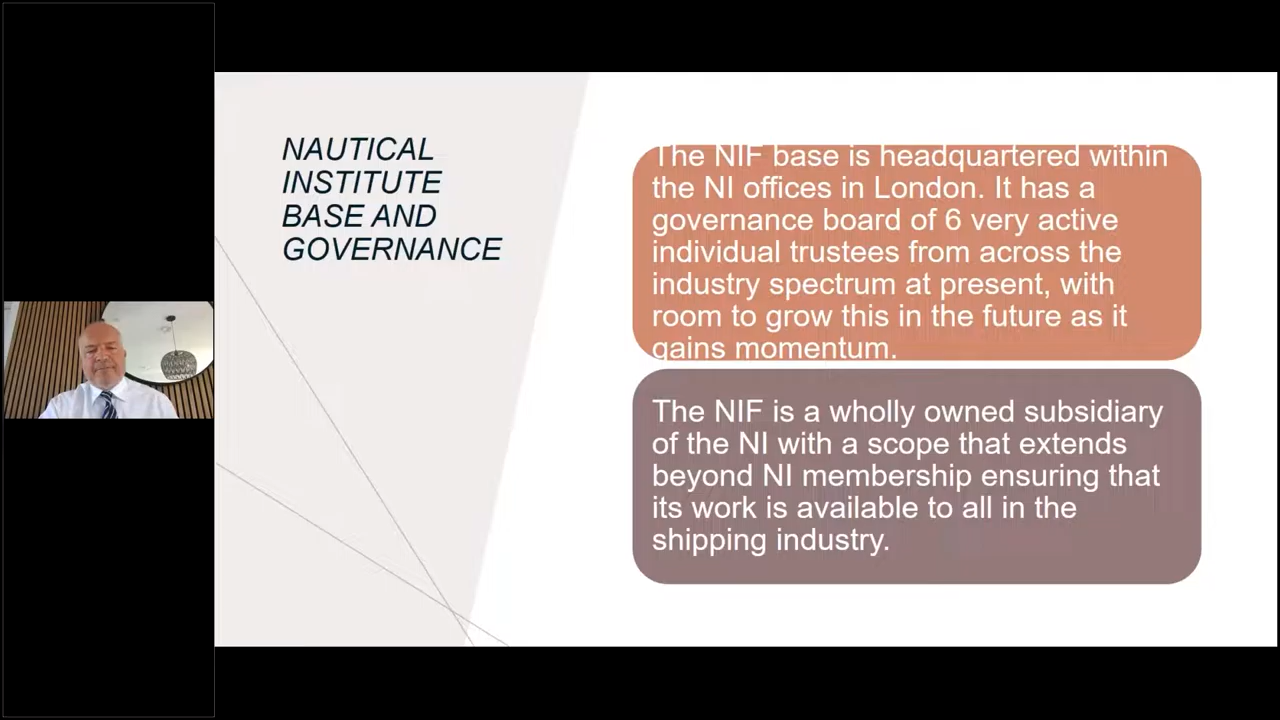 NAUTICAL
INSTITUTE
BASE AND
GOVERNANCE
The NIF base is headquartered within
the NI offices in London. It has a
governance board of 6 very active
individual trustees from across the
industry spectrum at present, with
room to grow this in the future as it
gains momentum.
The NIF is a wholly owned subsidiary
of the NI with a scope that extends
beyond NI membership ensuring that
its work is available to all in the
shipping industry.